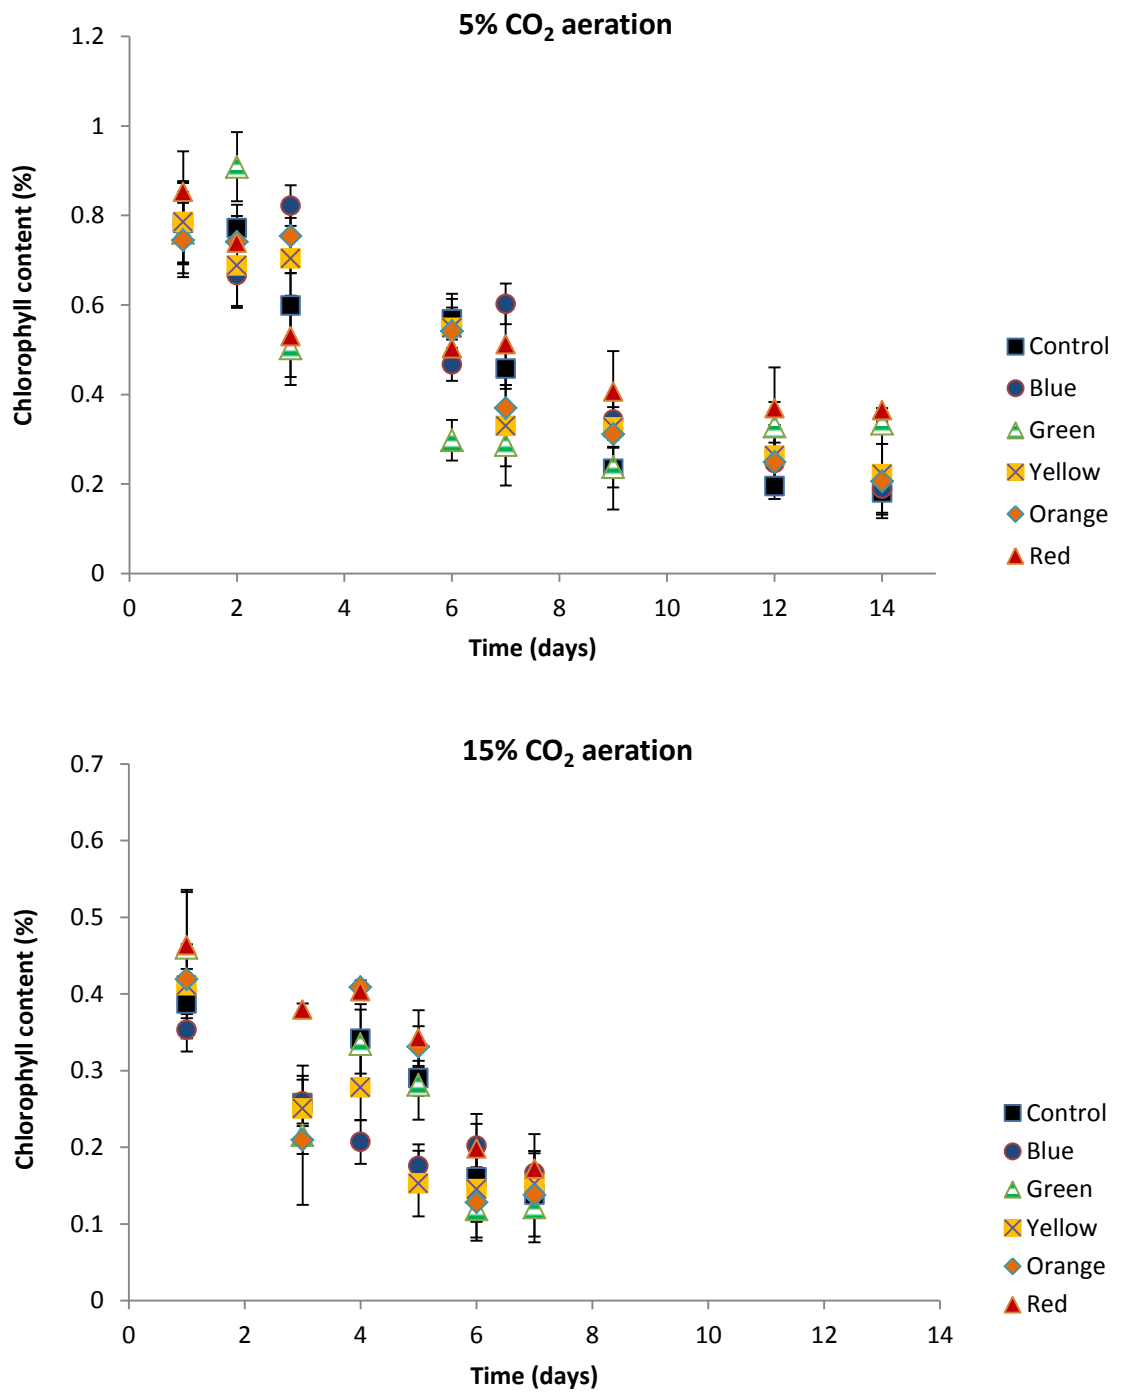 5% CO₂ aeration
1.2
1
0.8
0.6
0.4
0.2
0
Chlorophyll content (%)
0 2 4 6 8 10 12 14
Time (days)
Control
Blue
Green
Yellow
Orange
Red
15% CO₂ aeration
0.7
0.6
0.5
0.4
0.3
0.2
0.1
0
Chlorophyll content (%)
0 2 4 6 8 10 12 14
Time (days)
Control
Blue
Green
Yellow
Orange
Red